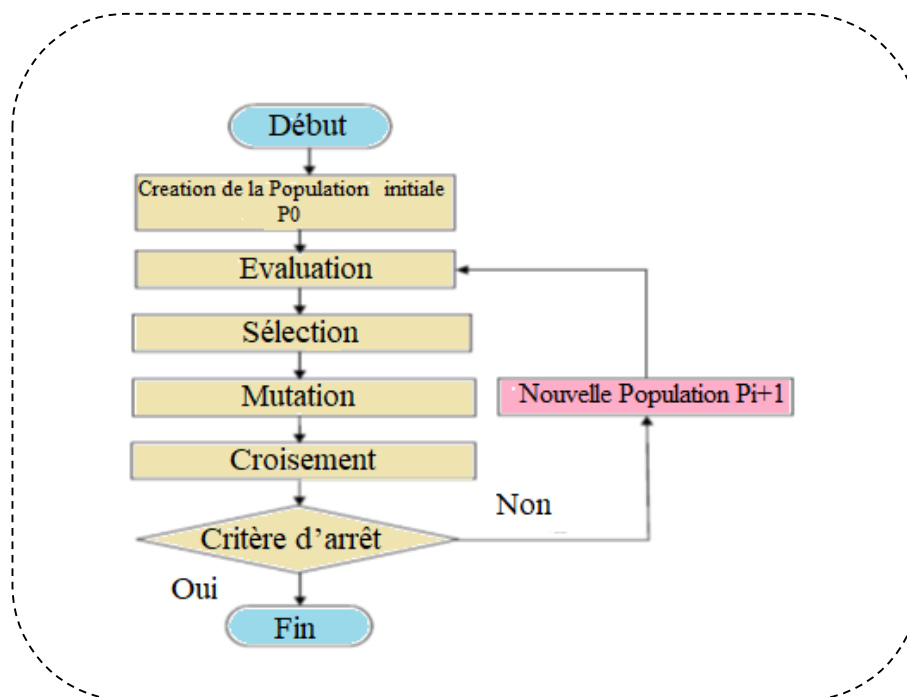 Début
Creation de la Population initiale
P0
Evaluation
Sélection
Mutation
Nouvelle Population Pi+1
Croisement
Non
Critère d’arrêt
Oui
Fin